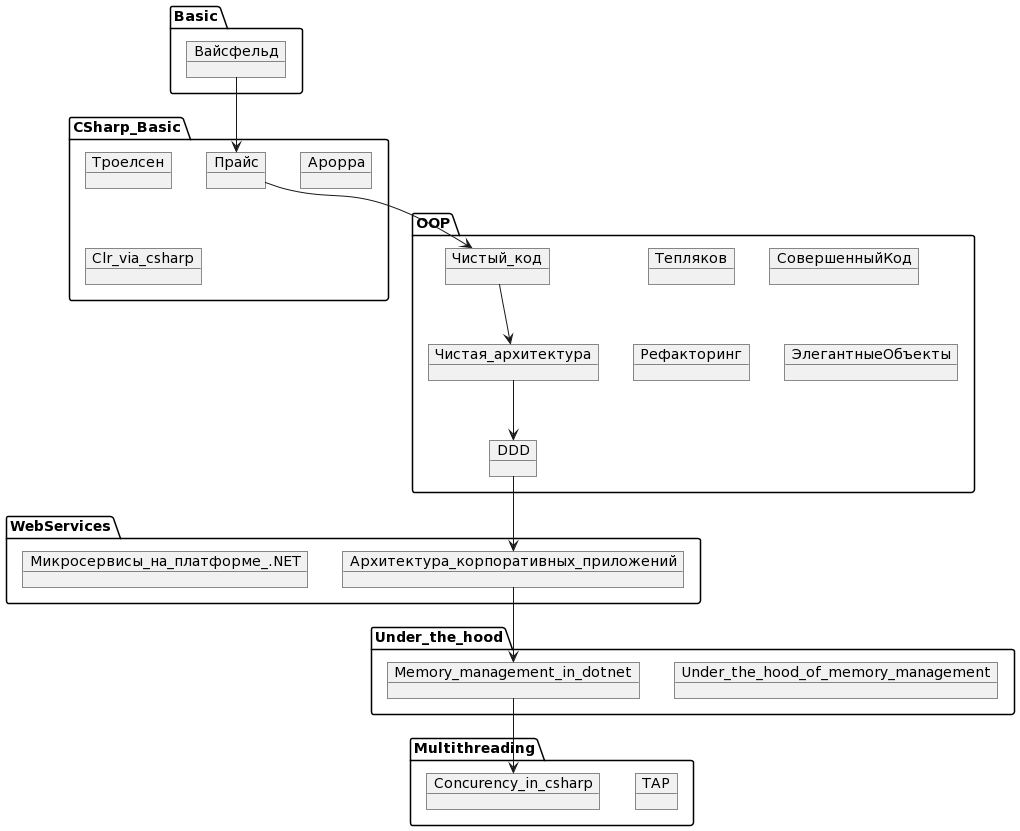 Basic
Вайсфельд
CSharp_Basic
Троелсен
Прайс
Арорра
Clr_via_csharp
OOP
Чистый_код
Тепляков
СовершенныйКод
Чистая_архитектура
Рефакторинг
ЭлегантныеОбъекты
DDD
WebServices
Микросервисы_на_платформе_.NET
Архитектура_корпоративных_приложений
Under_the_hood
Memory_management_in_dotnet
Under_the_hood_of_memory_management
Multithreading
Concurency_in_csharp
TAP